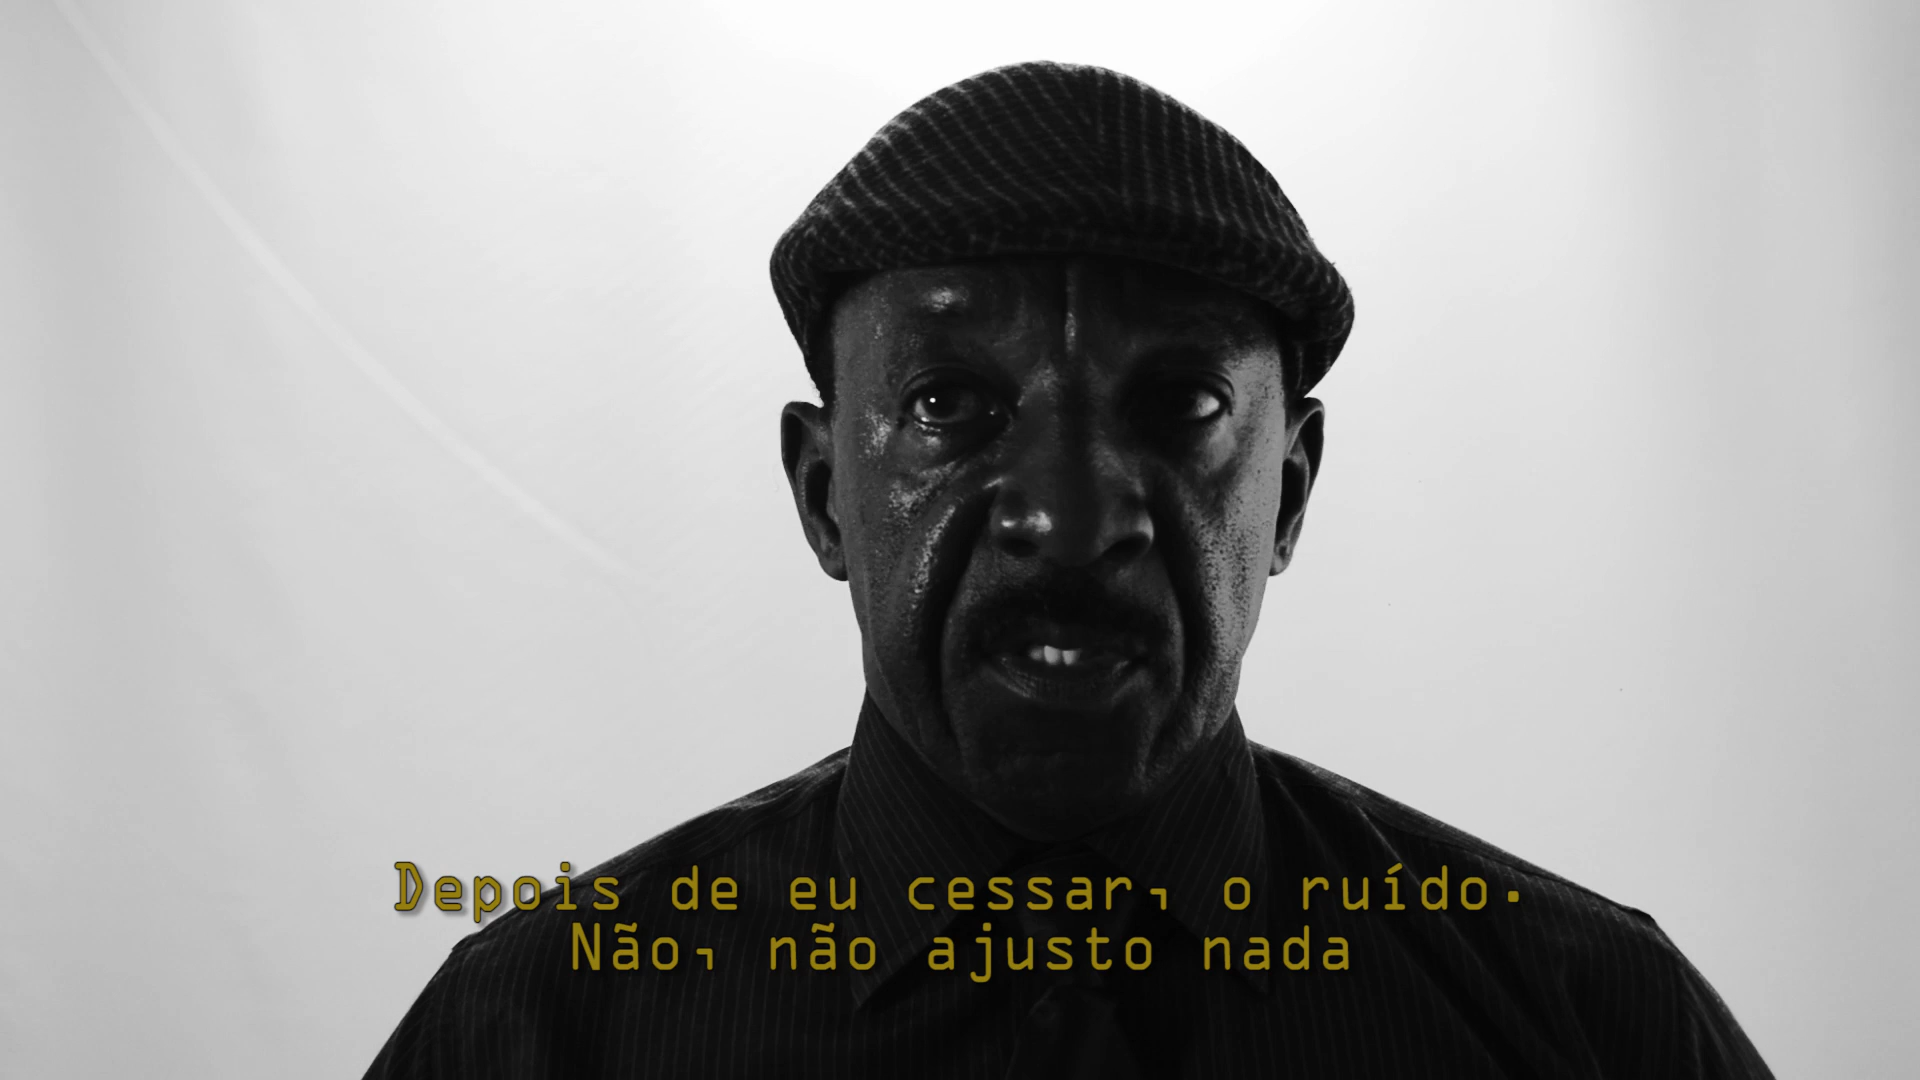 Depois de eu cessar, o ruído.
Não, não ajusto nada